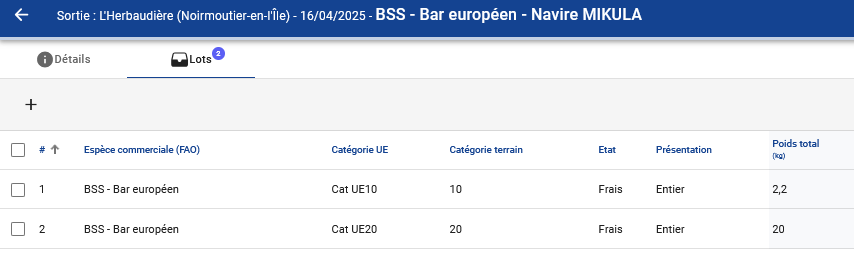 Sortie : L'Herbaudière (Noirmoutier-en-l'Île) - 16/04/2025 - BSS - Bar européen - Navire MIKULA
Détails Lots 2
# Espèce commerciale (FAO) Catégorie UE Catégorie terrain Etat Présentation Poids total (kg)
1 BSS - Bar européen Cat UE10 10 Frais Entier 2,2
2 BSS - Bar européen Cat UE20 20 Frais Entier 20